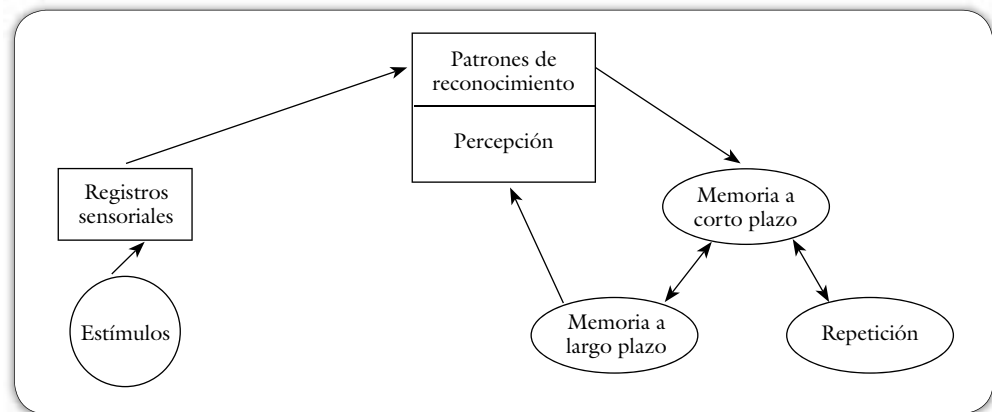 Patrones de
reconocimiento
Percepción
Registros
sensoriales
Memoria a
corto plazo
Estímulos
Memoria a
largo plazo
Repetición